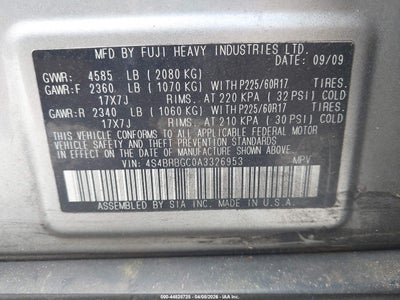 MFD BY FUJI HEAVY INDUSTRIES LTD.
DATE: 09/09
GVWR: 4585 LB (2080 KG)
GAWR:F 2360 LB (1070 KG) WITH P225/60R17 TIRES.
17X7J RIMS. AT 220 KPA (32 PSI) COLD
GAWR:R 2340 LB (1060 KG) WITH P225/60R17 TIRES.
17X7J RIMS. AT 210 KPA (30 PSI) COLD
THIS VEHICLE CONFORMS TO ALL APPLICABLE
FEDERAL MOTOR VEHICLE SAFETY AND THEFT PREVENTION STANDARDS
IN EFFECT ON THE DATE OF MANUFACTURE SHOWN ABOVE.
VIN: 4S4BRBGC0A3326953 MPV
ASSEMBLED BY SIA IN U.S.A.